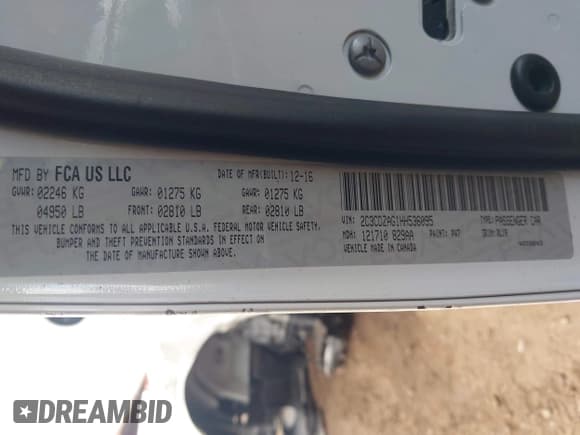 MFD BY FCA US LLC DATE OF MFR(BUILT): 12-16
GVWR: 02246 KG GAWR: 01275 KG GAWR: 01275 KG
04950 LB FRONT: 02810 LB REAR: 02810 LB
THIS VEHICLE CONFORMS TO ALL APPLICABLE U.S.A. FEDERAL MOTOR VEHICLE SAFETY,
BUMPER AND THEFT PREVENTION STANDARDS IN EFFECT ON
THE DATE OF MANUFACTURE SHOWN ABOVE.
VIN: 2C3CDZAG1HH536095 TYPE: PASSENGER CAR
MDH: 121710 829AA PAINT: PW7 TRIM:
VEHICLE MADE IN CANADA
DREAMBID